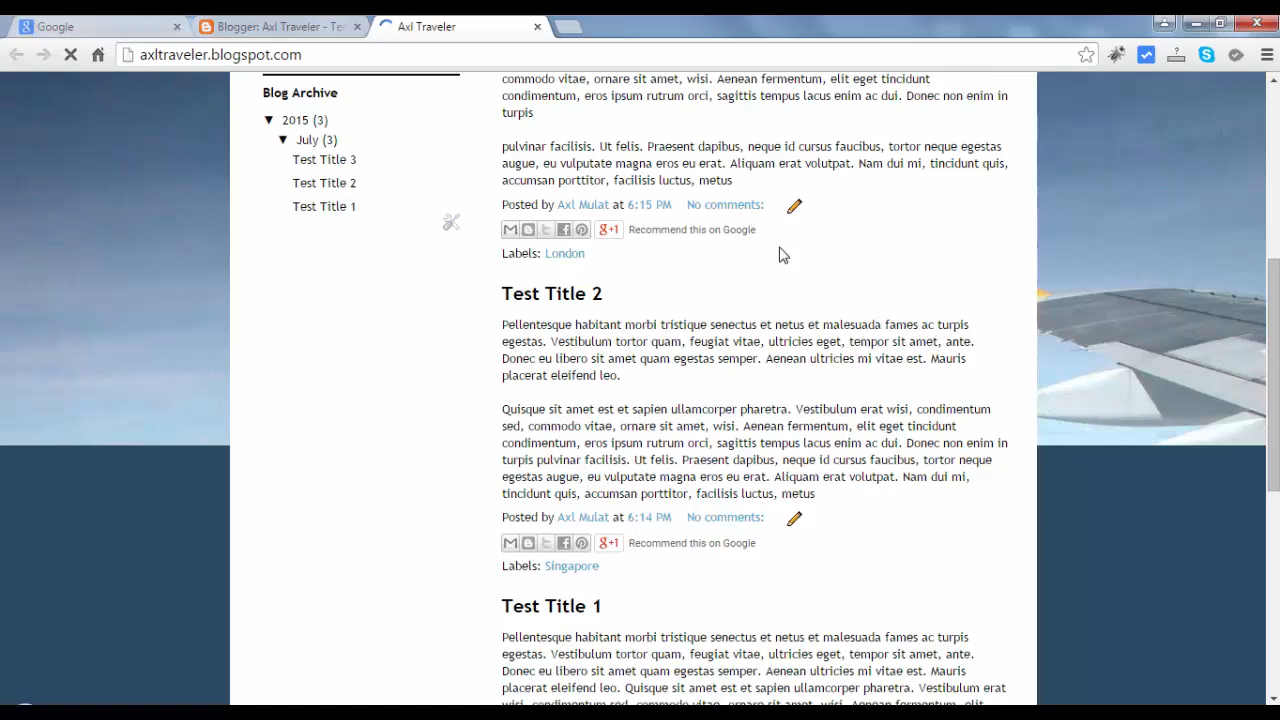 Google
Blogger: Axl Traveler - Te
Axl Traveler
axltraveler.blogspot.com
Blog Archive
▼ 2015 (3)
▼ July (3)
Test Title 3
Test Title 2
Test Title 1
commodo vitae, ornare sit amet, wisi. Aenean fermentum, elit eget tincidunt
condimentum, eros ipsum rutrum orci, sagittis tempus lacus enim ac dui. Donec non enim in
turpis
pulvinar facilisis. Ut felis. Praesent dapibus, neque id cursus faucibus, tortor neque egestas
augue, eu vulputate magna eros eu erat. Aliquam erat volutpat. Nam dui mi, tincidunt quis,
accumsan porttitor, facilisis luctus, metus
Posted by Axl Mulat at 6:15 PM No comments:
g+1 Recommend this on Google
Labels: London
Test Title 2
Pellentesque habitant morbi tristique senectus et netus et malesuada fames ac turpis
egestas. Vestibulum tortor quam, feugiat vitae, ultricies eget, tempor sit amet, ante.
Donec eu libero sit amet quam egestas semper. Aenean ultricies mi vitae est. Mauris
placerat eleifend leo.
Quisque sit amet est et sapien ullamcorper pharetra. Vestibulum erat wisi, condimentum
sed, commodo vitae, ornare sit amet, wisi. Aenean fermentum, elit eget tincidunt
condimentum, eros ipsum rutrum orci, sagittis tempus lacus enim ac dui. Donec non enim in
turpis pulvinar facilisis. Ut felis. Praesent dapibus, neque id cursus faucibus, tortor neque
egestas augue, eu vulputate magna eros eu erat. Aliquam erat volutpat. Nam dui mi,
tincidunt quis, accumsan porttitor, facilisis luctus, metus
Posted by Axl Mulat at 6:14 PM No comments:
g+1 Recommend this on Google
Labels: Singapore
Test Title 1
Pellentesque habitant morbi tristique senectus et netus et malesuada fames ac turpis
egestas. Vestibulum tortor quam, feugiat vitae, ultricies eget, tempor sit amet, ante.
Donec eu libero sit amet quam egestas semper. Aenean ultricies mi vitae est. Mauris
placerat eleifend leo. Quisque sit amet est et sapien ullamcorper pharetra. Vestibulum erat